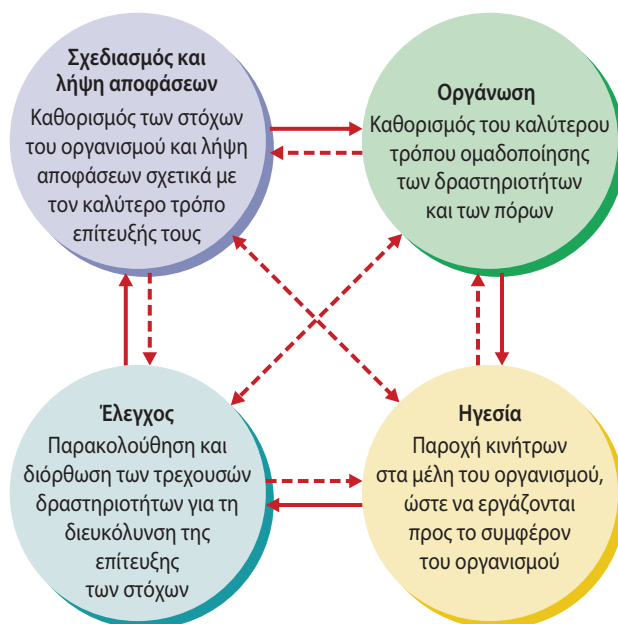 Σχεδιασμός και
λήψη αποφάσεων
Καθορισμός των στόχων
του οργανισμού και λήψη
αποφάσεων σχετικά με
τον καλύτερο τρόπο
επίτευξής τους
Οργάνωση
Καθορισμός του καλύτερου
τρόπου ομαδοποίησης
των δραστηριοτήτων
και των πόρων
Έλεγχος
Παρακολούθηση και
διόρθωση των τρεχουσών
δραστηριοτήτων για τη
διευκόλυνση της
επίτευξης
των στόχων
Ηγεσία
Παροχή κινήτρων
στα μέλη του οργανισμού,
ώστε να εργάζονται
προς το συμφέρον
του οργανισμού